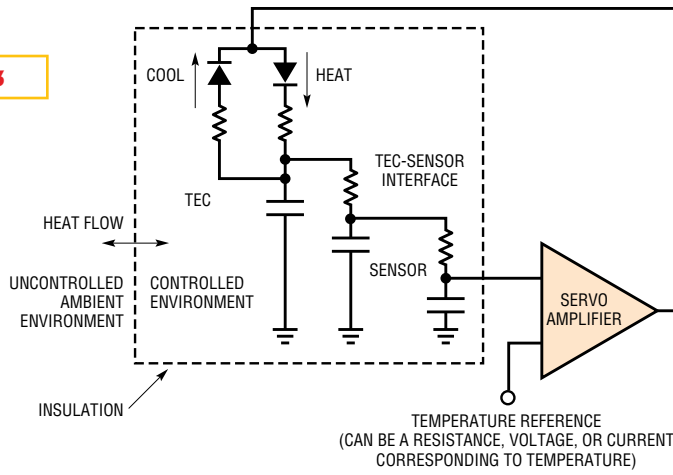 3
COOL
HEAT
TEC-SENSOR
INTERFACE
TEC
HEAT FLOW
SENSOR
UNCONTROLLED
AMBIENT
ENVIRONMENT
CONTROLLED
ENVIRONMENT
SERVO
AMPLIFIER
INSULATION
TEMPERATURE REFERENCE
(CAN BE A RESISTANCE, VOLTAGE, OR CURRENT
CORRESPONDING TO TEMPERATURE)